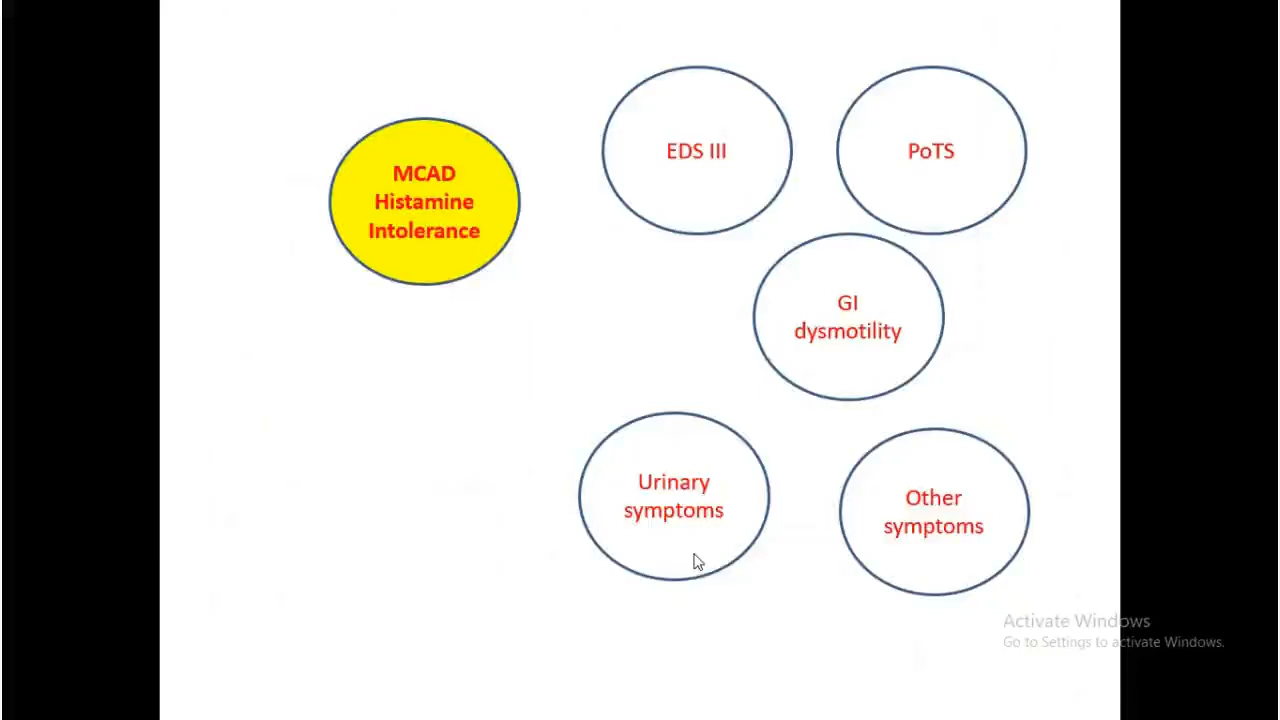 MCAD
Histamine
Intolerance
EDS III
PoTS
GI
dysmotility
Urinary
symptoms
Other
symptoms
Activate Windows
Go to Settings to activate Windows.